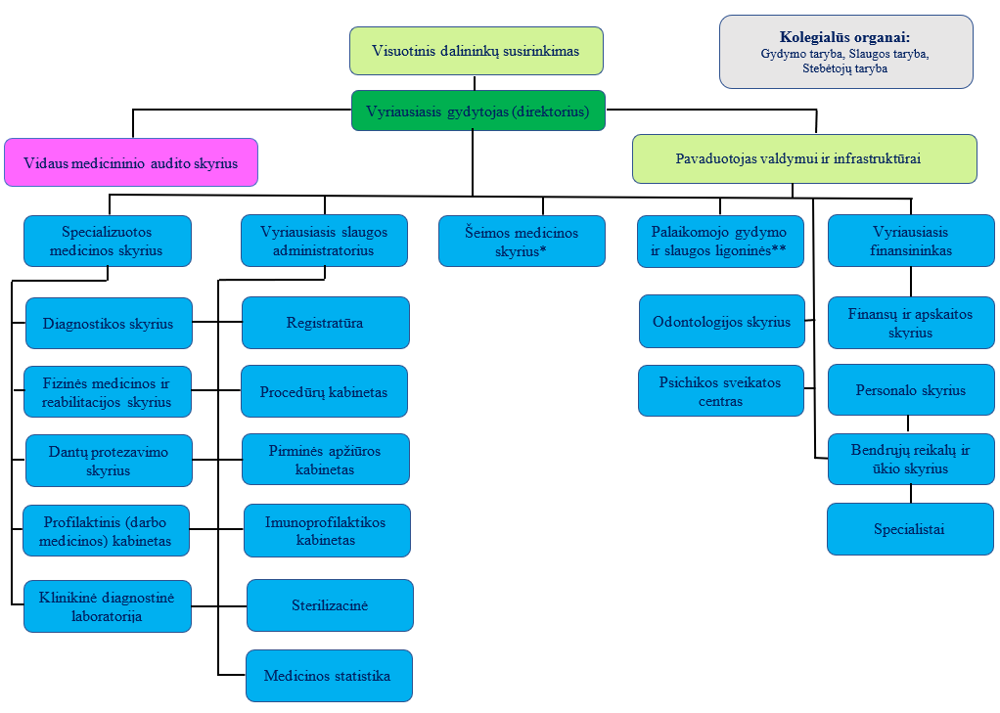 Visuotinis dalininkų susirinkimas
Kolegialūs organai:
Gydymo taryba, Slaugos taryba,
Stebėtojų taryba
Vyriausiasis gydytojas (direktorius)
Vidaus medicininio audito skyrius
Pavaduotojas valdymui ir infrastruktūrai
Specializuotos
medicinos skyrius
Vyriausiasis slaugos
administratorius
Šeimos medicinos
skyrius*
Palaikomojo gydymo
ir slaugos ligoninės**
Vyriausiasis
finansininkas
Diagnostikos skyrius
Registratūra
Odontologijos skyrius
Finansų ir apskaitos
skyrius
Fizinės medicinos ir
reabilitacijos skyrius
Procedūrų kabinetas
Psichikos sveikatos
centras
Personalo skyrius
Dantų protezavimo
skyrius
Pirminės apžiūros
kabinetas
Bendrųjų reikalų ir
ūkio skyrius
Profilaktinis (darbo
medicinos) kabinetas
Imunoprofilaktikos
kabinetas
Specialistai
Klinikinė diagnostinė
laboratorija
Sterilizacinė
Medicinos statistika